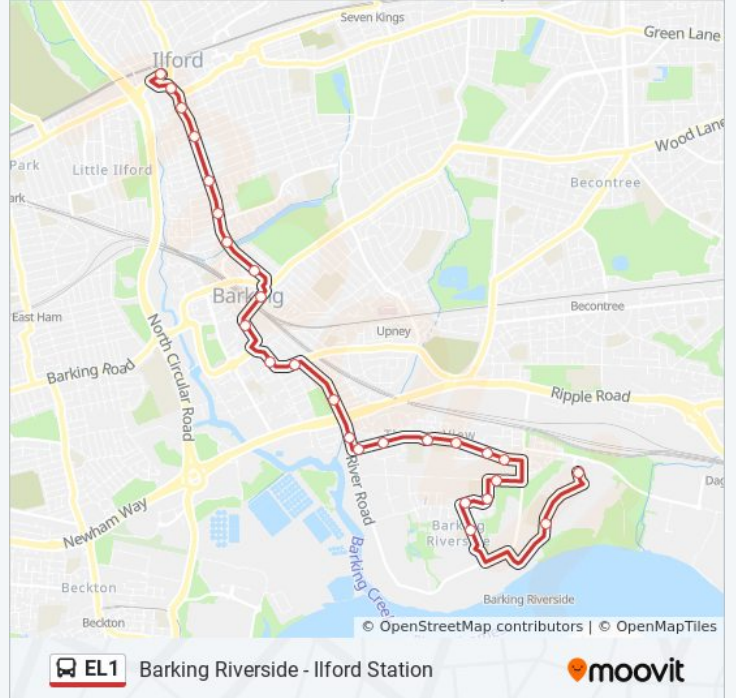 Seven Kings
Green Lane
Ilford
Wood Lane
Park
Little Ilford
Becontree
ark
Barking
East Ham
Becontree
Upney
North Circular Road
Barking Road
Ripple Road
River Road
Dag
Newham Way
Barking
Riverside
Barking Creek
Beckton
Barking Riverside
Beckton
© OpenStreetMap contributors | © OpenMapTiles
EL1 Barking Riverside - Ilford Station
moovit